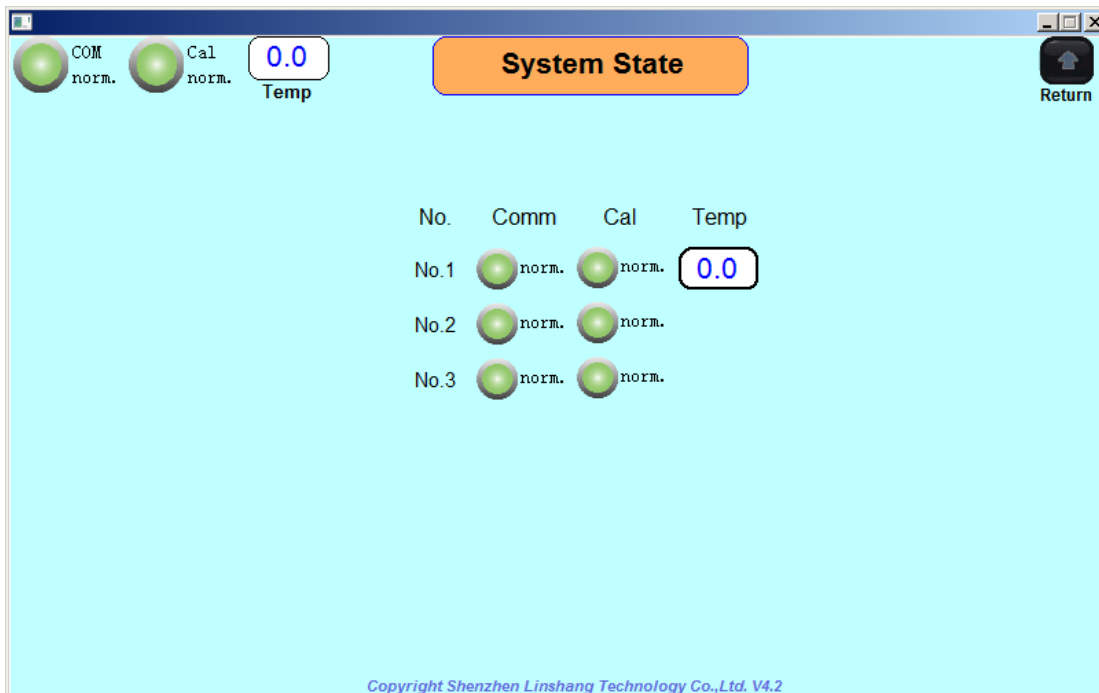 COM norm. Cal norm. 0.0 Temp
System State
Return
No. Comm Cal Temp
No.1 norm. norm. 0.0
No.2 norm. norm.
No.3 norm. norm.
Copyright Shenzhen Linshang Technology Co.,Ltd. V4.2